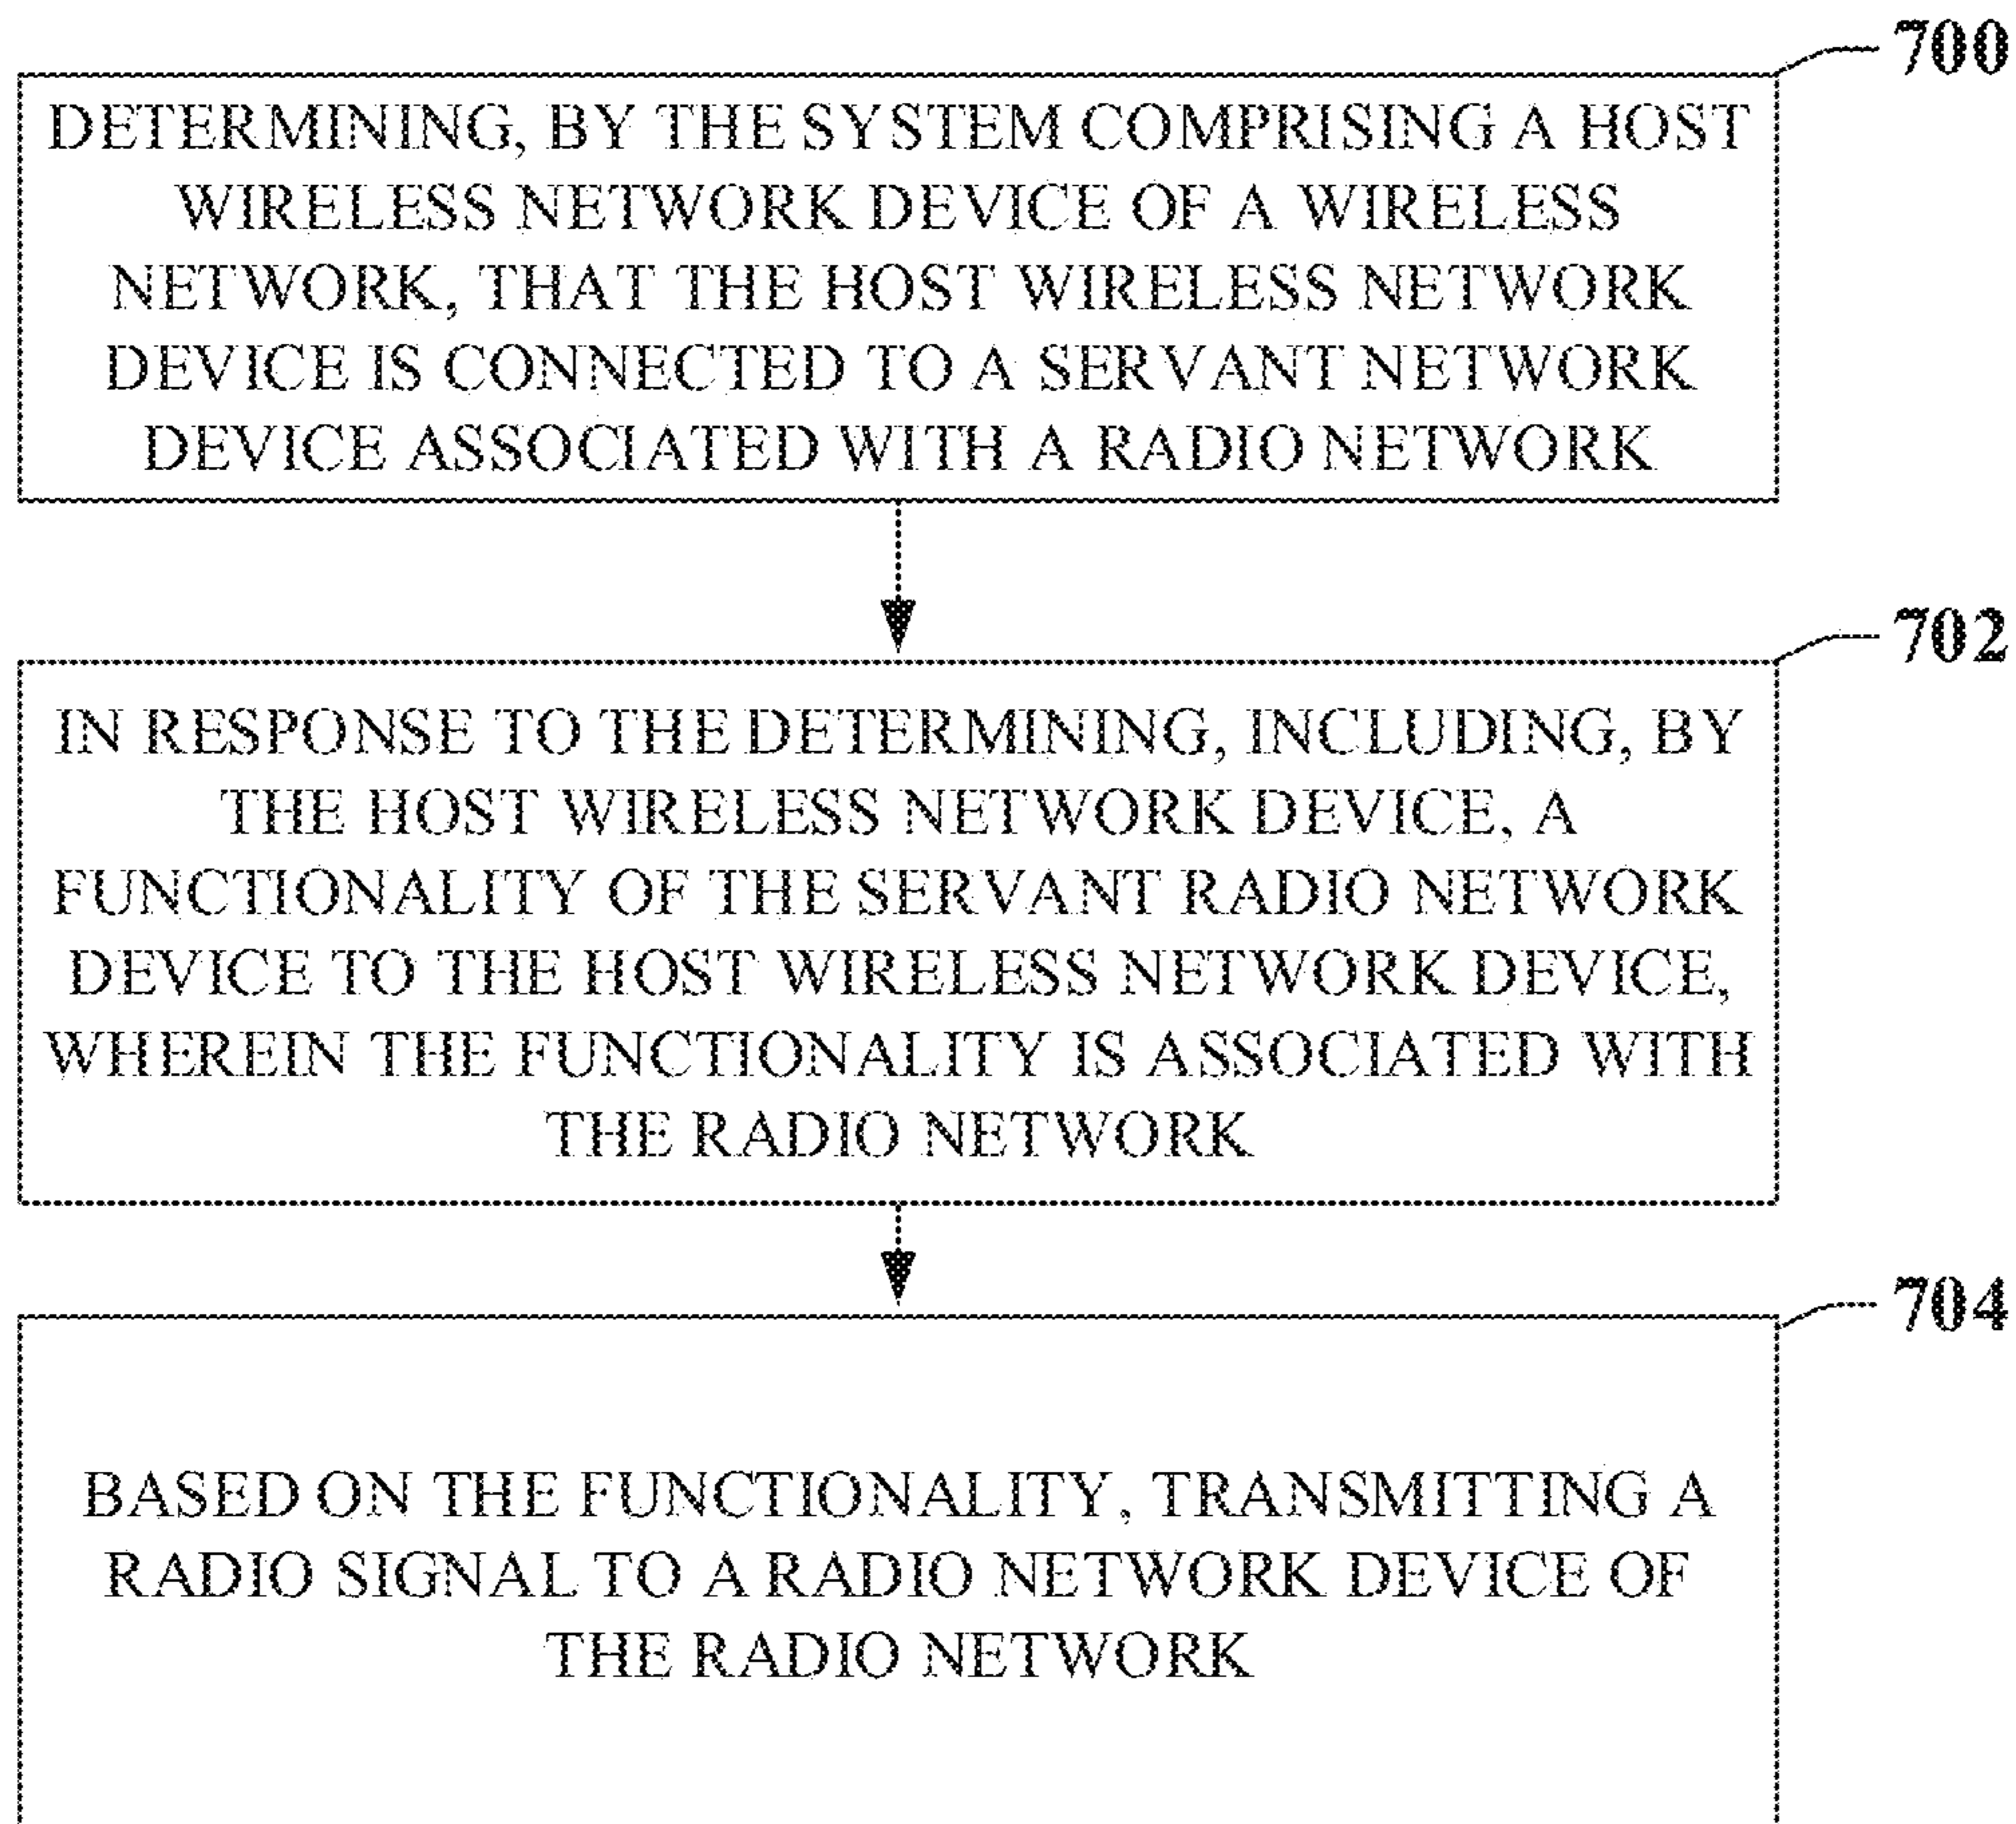 700
DETERMINING, BY THE SYSTEM COMPRISING A HOST
WIRELESS NETWORK DEVICE OF A WIRELESS
NETWORK, THAT THE HOST WIRELESS NETWORK
DEVICE IS CONNECTED TO A SERVANT NETWORK
DEVICE ASSOCIATED WITH A RADIO NETWORK
702
IN RESPONSE TO THE DETERMINING, INCLUDING, BY
THE HOST WIRELESS NETWORK DEVICE, A
FUNCTIONALITY OF THE SERVANT RADIO NETWORK
DEVICE TO THE HOST WIRELESS NETWORK DEVICE,
WHEREIN THE FUNCTIONALITY IS ASSOCIATED WITH
THE RADIO NETWORK
704
BASED ON THE FUNCTIONALITY, TRANSMITTING A
RADIO SIGNAL TO A RADIO NETWORK DEVICE OF
THE RADIO NETWORK